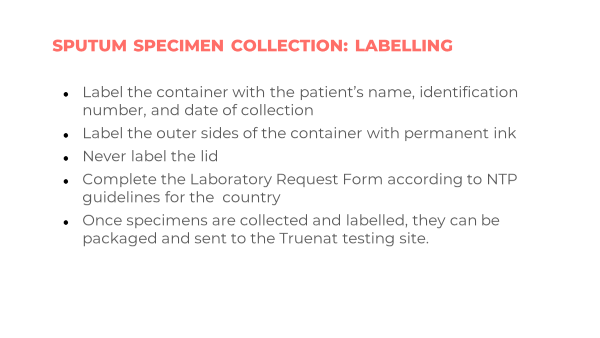 SPUTUM SPECIMEN COLLECTION: LABELLING
• Label the container with the patient's name, identification
number, and date of collection
• Label the outer sides of the container with permanent ink
• Never label the lid
• Complete the Laboratory Request Form according to NTP
guidelines for the  country
• Once specimens are collected and labelled, they can be
packaged and sent to the Truenat testing site.